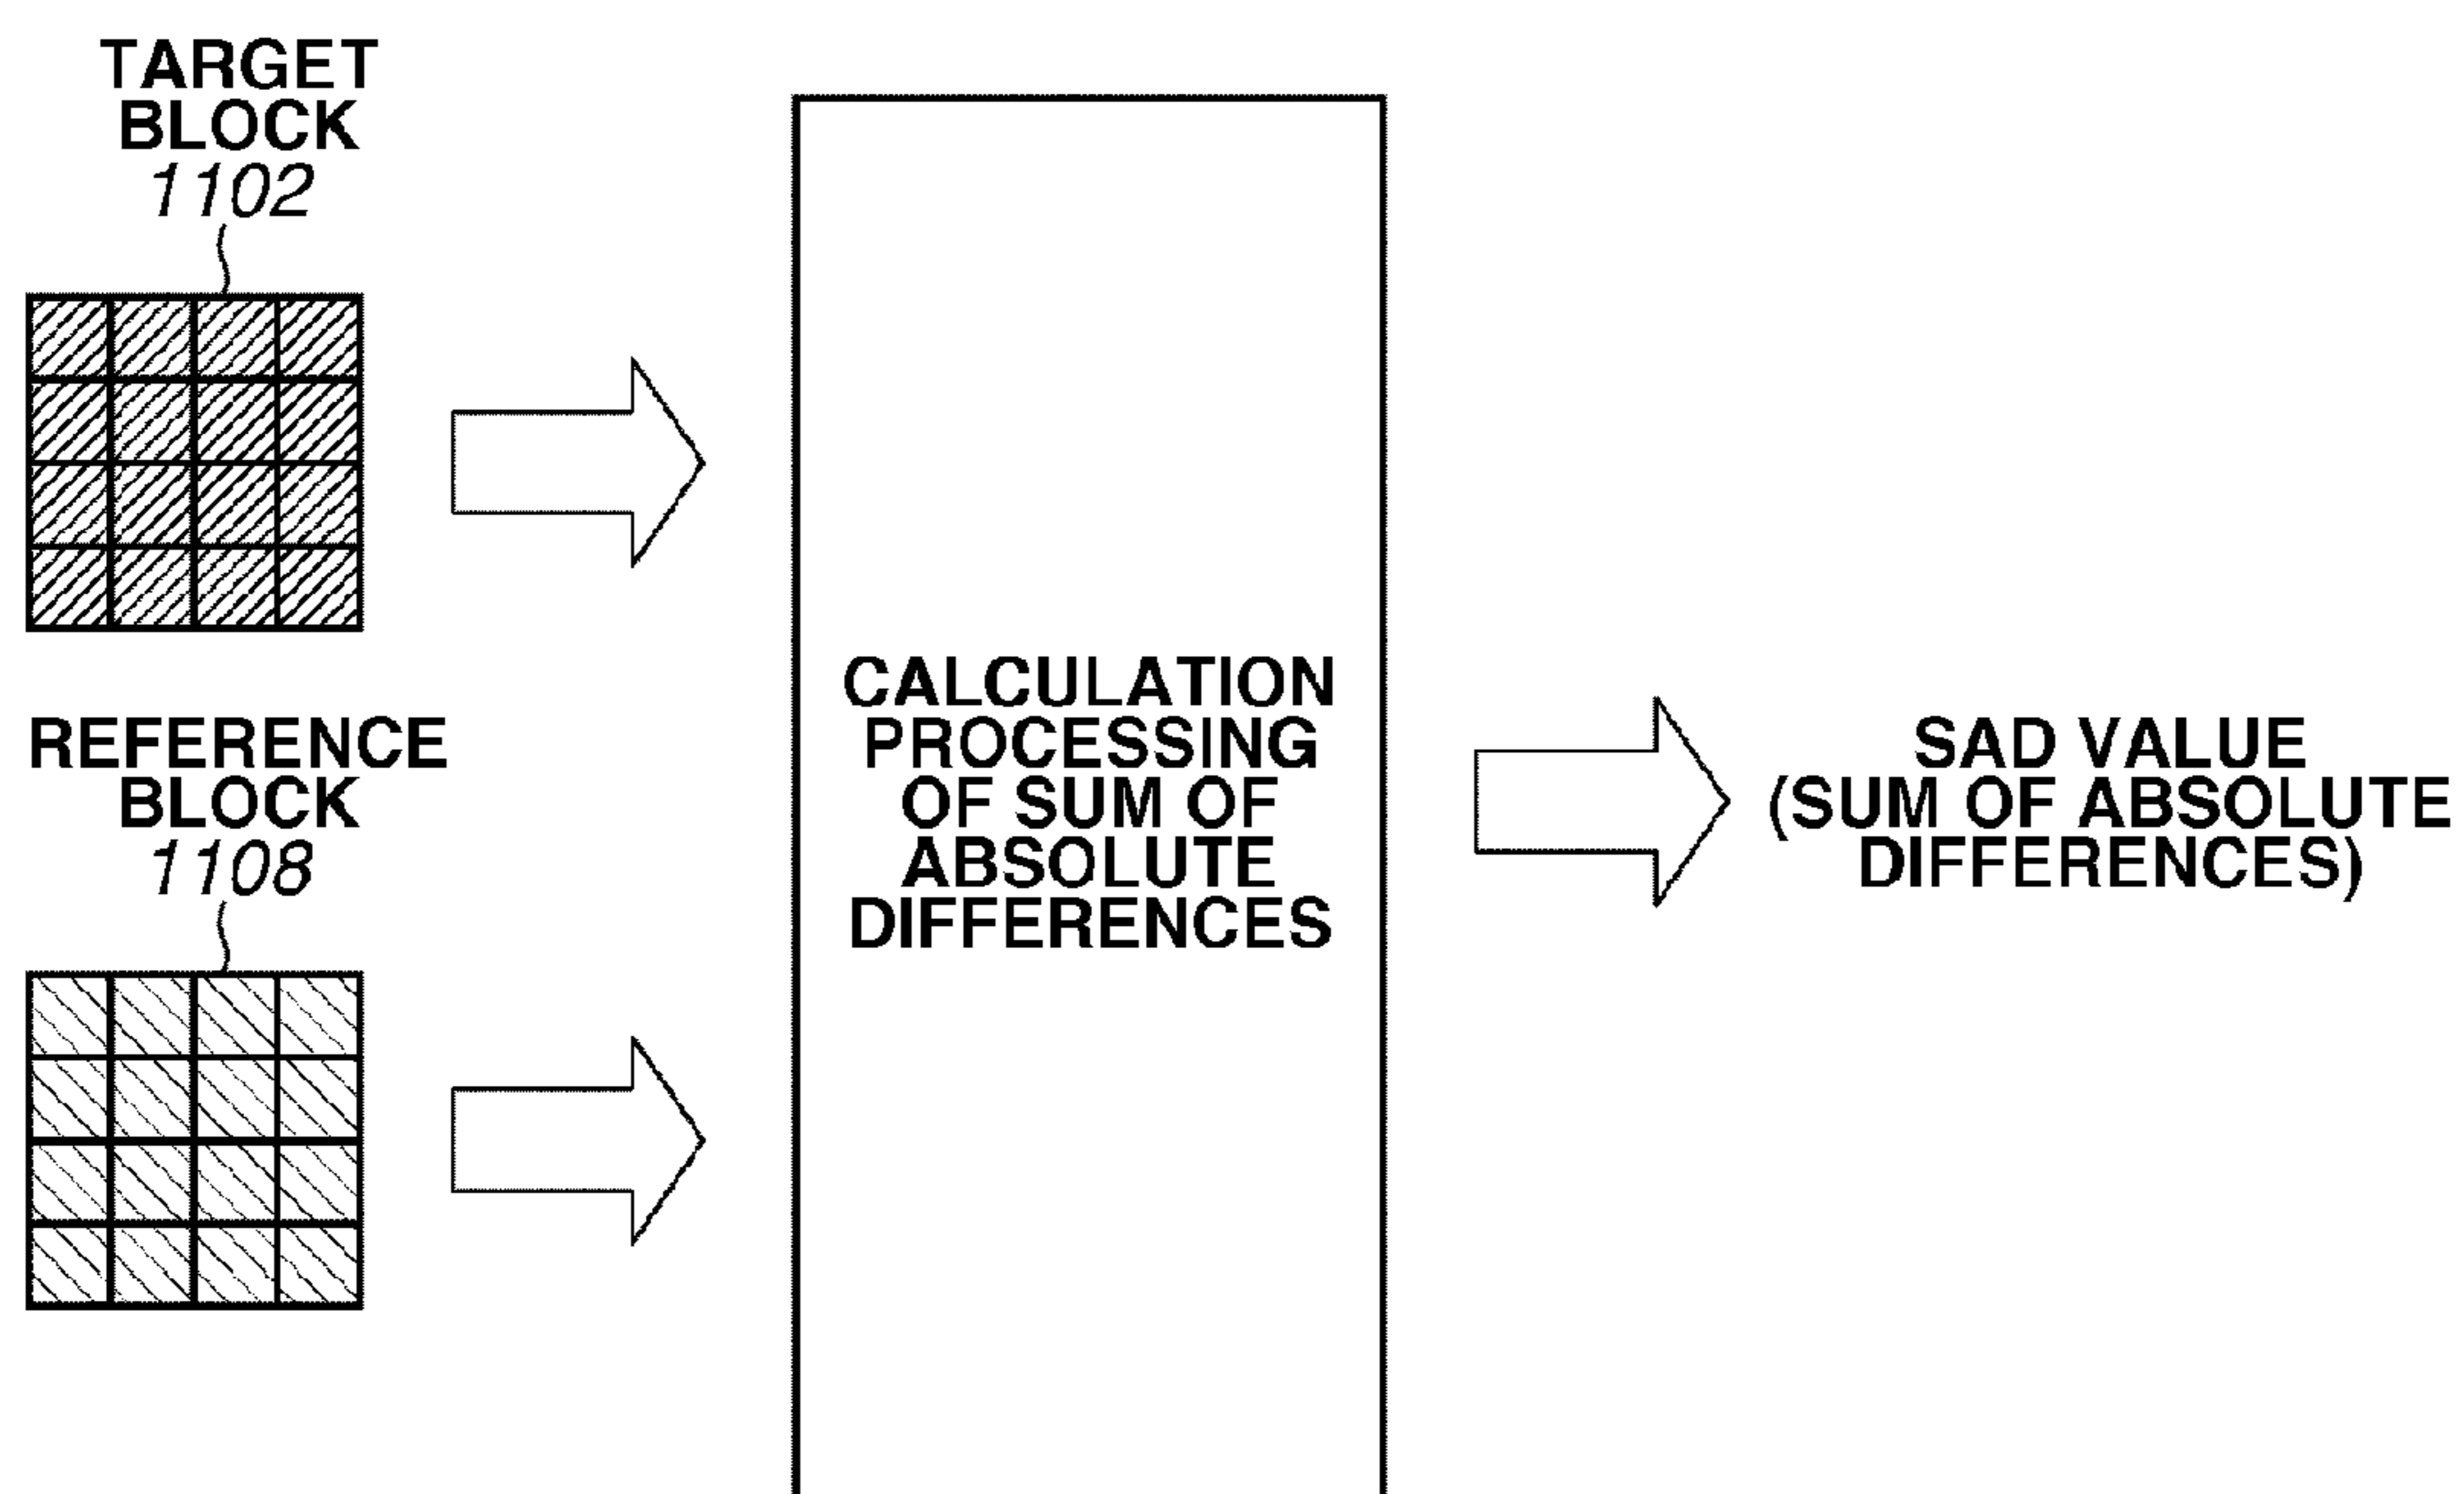 TARGET
BLOCK
1102
REFERENCE
BLOCK
1108
CALCULATION
PROCESSING
OF SUM OF
ABSOLUTE
DIFFERENCES
SAD VALUE
(SUM OF ABSOLUTE
DIFFERENCES)